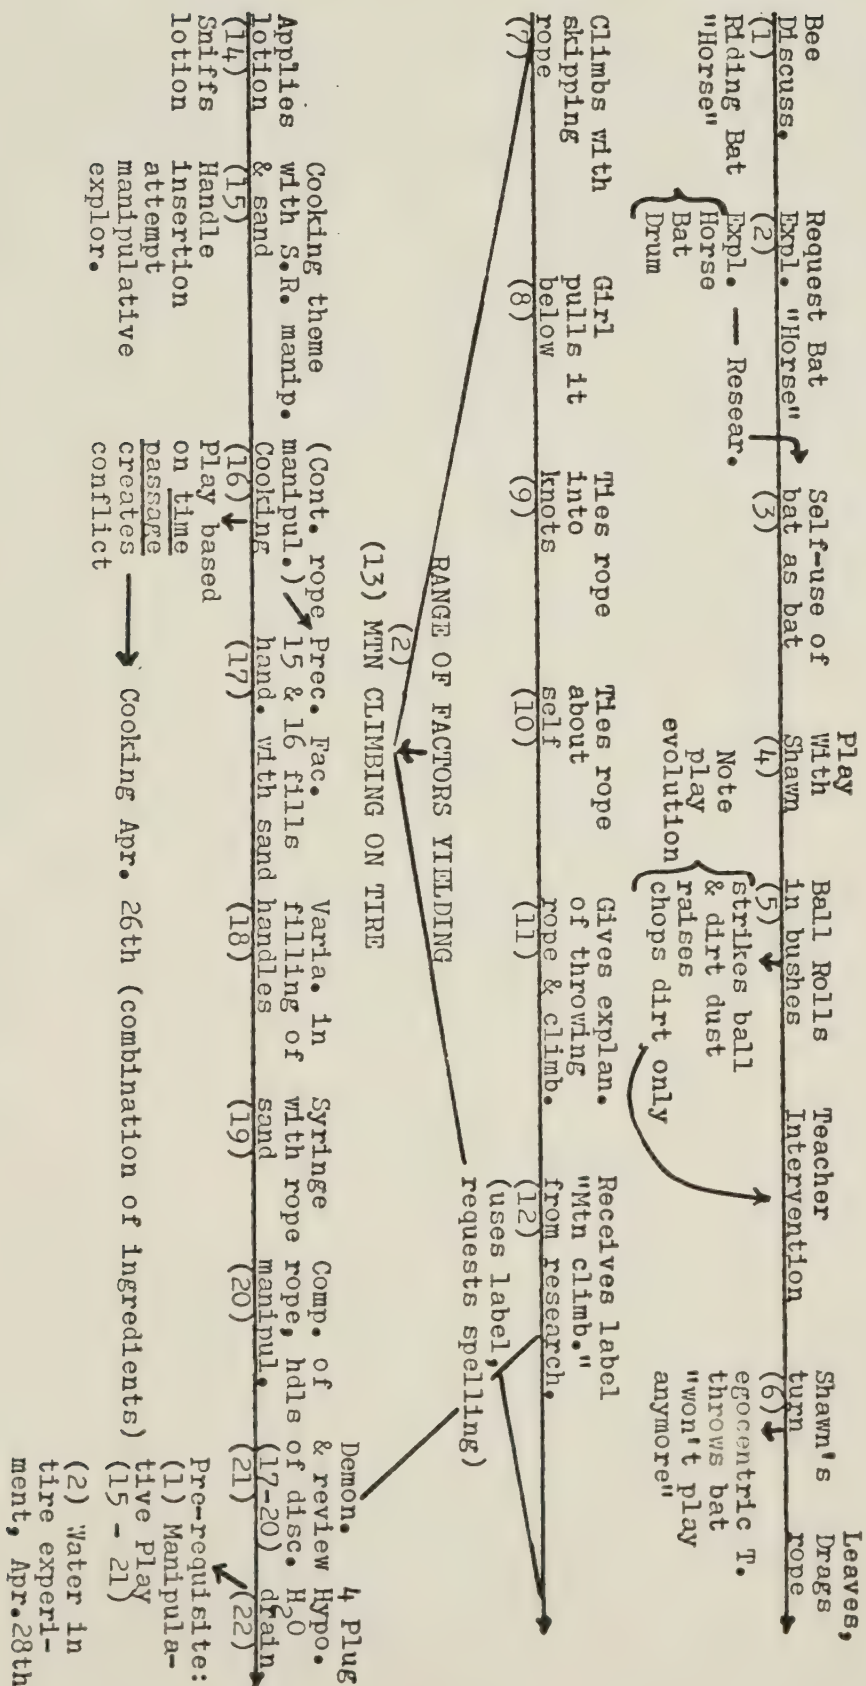 Bee
Discuss.
(1)
Riding Bat
"Horse"
Request Bat
Expl. "Horse"
(2)
Expl. — Resear.
Horse
Bat
Drum
Self-use of
bat as bat
(3)
Play
With
Shawn
(4)
Note
play
evolution
Ball Rolls
in bushes
(5)
strikes ball
& dirt dust
raises
chops dirt only
Teacher
Intervention
Shawn's
turn
(6)
egocentric T.
throws bat
"won't play
anymore"
Leaves,
Drags
rope
Climbs with
skipping
rope
(7)
Girl
pulls it
below
(8)
Ties rope
into
knots
(9)
Ties rope
about
self
(10)
Gives explan.
of throwing
rope & climb.
(11)
Receives label
"Mtn climb."
from research.
(12)
(uses label,
requests spelling)
RANGE OF FACTORS YIELDING
(2)
(13) MTN CLIMBING ON TIRE
Applies
lotion
(14)
Sniffs
lotion
Cooking theme
with S.R. manip.
& sand
(15)
Handle
insertion
attempt
manipulative
explor.
(Cont. rope
manipul.)
Cooking
(16)
Play based
on time
passage
creates
conflict
Prec. Fac.
15 & 16 fills
hand. with sand
(17)
Varia. in
filling of
handles
(18)
Syringe
with rope
sand
(19)
Comp. of
rope, hdls
manipul.
(20)
Demon.
& review
of disc.
(17-20)
(21)
4 Plug
Hypo.
H2O
drain
(22)
Cooking Apr. 26th (combination of ingredients)
Pre-requisite:
(1) Manipula-
tive Play
(15 - 21)
(2) Water in
tire experi-
ment, Apr.28th